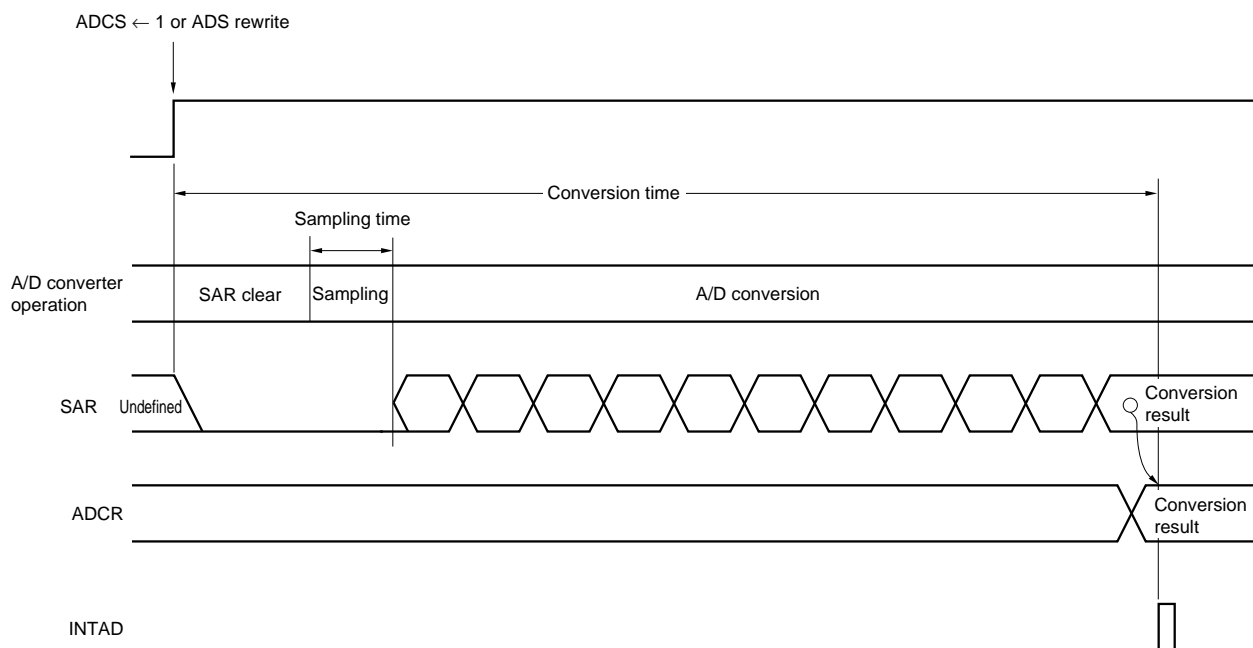 ADCS ← 1 or ADS rewrite
Conversion time
Sampling time
A/D converter
operation
SAR clear
Sampling
A/D conversion
SAR
Undefined
Conversion
result
ADCR
Conversion
result
INTAD